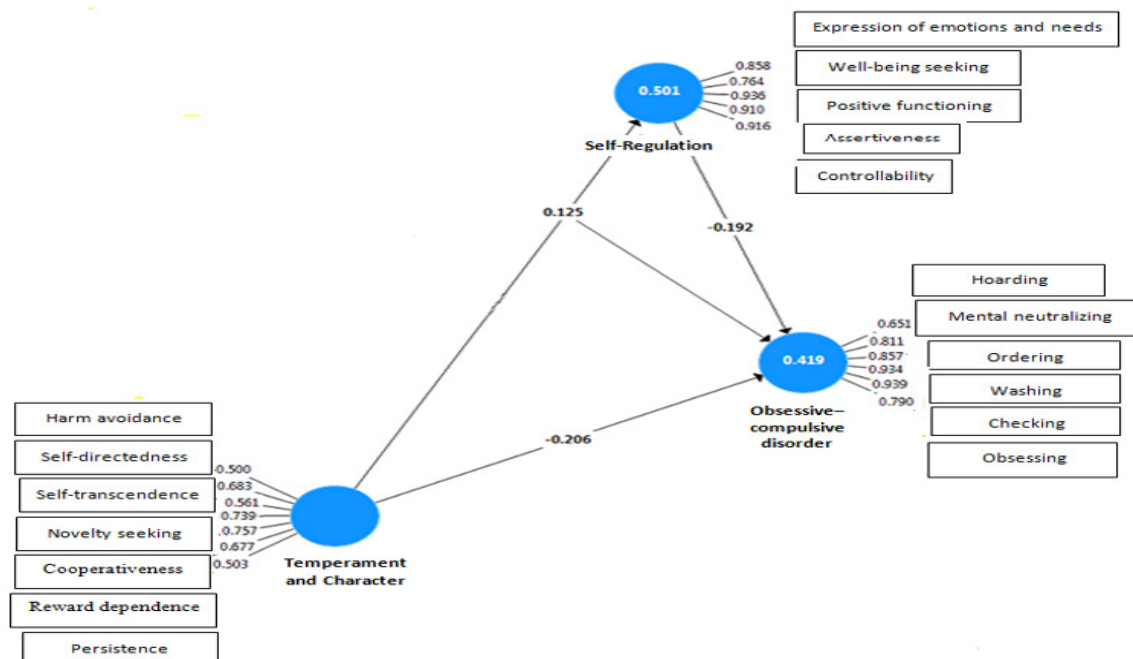 Expression of emotions and needs
0.858
Well-being seeking
0.764
0.501
0.936
Positive functioning
0.910
0.916
Assertiveness
Self-Regulation
Controllability
0.125
-0.192
Hoarding
0.651
Mental neutralizing
0.811
0.419
0.857
Ordering
0.934
0.939
Washing
0.790
Obsessive–
compulsive
disorder
Checking
Obsessing
-0.206
Harm avoidance
Self-directedness
-0.500
0.683
Self-transcendence
0.561
0.739
Novelty seeking
0.757
0.677
Cooperativeness
0.503
Temperament
and Character
Reward dependence
Persistence